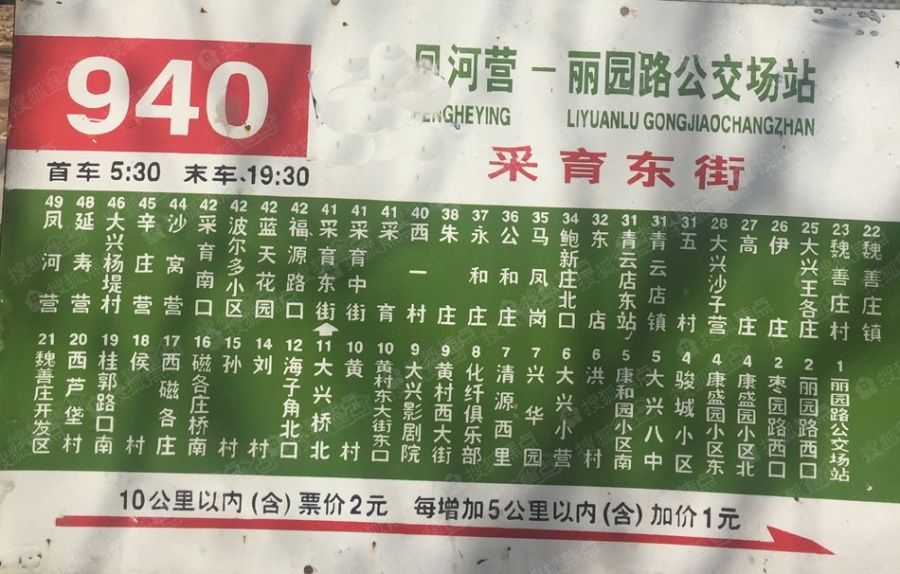 940
凤河营－丽园路公交场站
FENGHEYING LIYUANLU GONGJIAOCHANGZHAN
采育东街
首车 5:30 末车 19:30
49 凤河营
48 延寿营
46 大兴杨堤村
45 辛庄营
44 沙窝营
42 采育南口
42 波尔多小区
42 蓝天花园
42 福源路口
41 采育东街
41 采育中街
41 采育
40 西一村
38 朱庄
37 永和庄
36 公和庄
35 马凤岗
34 鲍新庄北口
32 东店
31 青云店东站
31 青云店镇
31 五村
28 大兴沙子营
27 高庄
26 伊庄
25 大兴王各庄
23 魏善庄村
22 魏善庄镇
21 魏善庄开发区
20 西芦垡村
19 桂郭路口南
18 侯村
17 西磁各庄
16 磁各庄桥南
15 孙村
14 刘村
12 海子角北口
11 大兴桥北
10 黄村
10 黄村东大街东口
9 大兴影剧院
9 黄村西大街
8 化纤俱乐部
7 清源西里
7 兴华园
6 大兴小营
6 洪村
5 康和园小区南
5 大兴八中
4 骏城小区
4 康盛园小区东
4 康盛园小区北
2 枣园路西口
2 丽园路西口
1 丽园路公交场站
10公里以内(含)票价2元 每增加5公里以内(含)加价1元